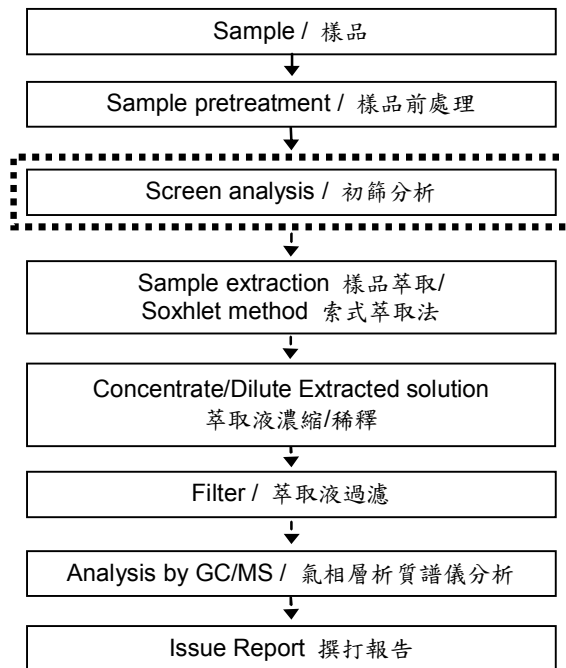 Sample / 樣品
Sample pretreatment / 樣品前處理
Screen analysis / 初篩分析
Sample extraction 樣品萃取/
Soxhlet method 索式萃取法
Concentrate/Dilute Extracted solution
萃取液濃縮/稀釋
Filter / 萃取液過濾
Analysis by GC/MS / 氣相層析質譜儀分析
Issue Report 撰打報告